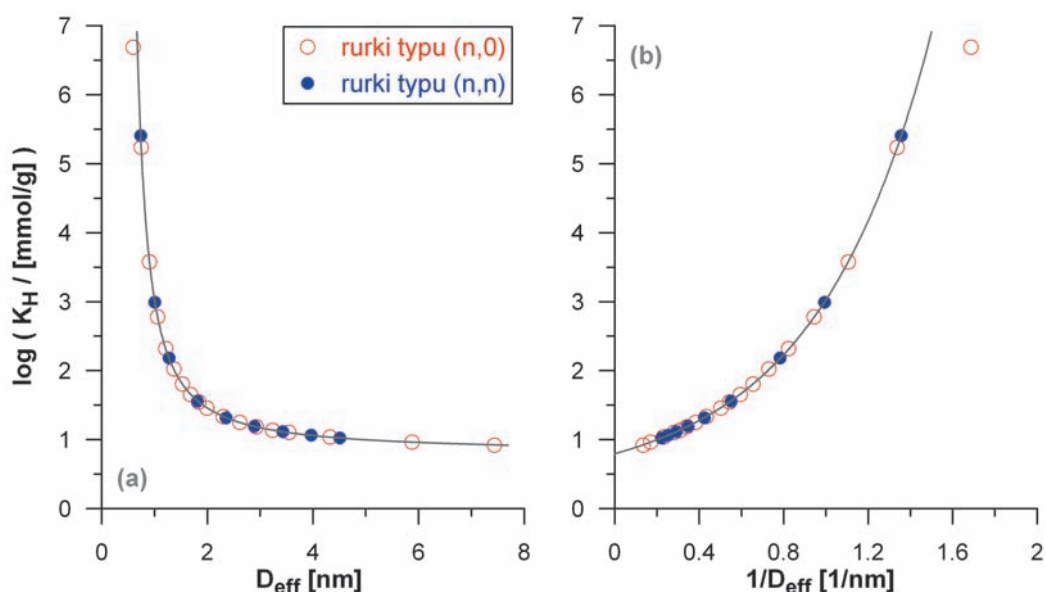 rurki typu (n,0)
rurki typu (n,n)
log ( K_H / [mmol/g] )
7
6
5
4
3
2
1
0
(a)
0 2 4 6 8
D_eff [nm]
7
6
5
4
3
2
1
0
(b)
0 0.4 0.8 1.2 1.6 2
1/D_eff [1/nm]